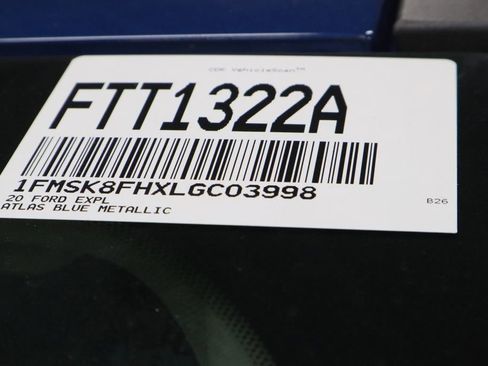 CDK VehicleScan™
FTT1322A
1FMSK8FHXLGC03998
20 FORD EXPL
ATLAS BLUE METALLIC
B26